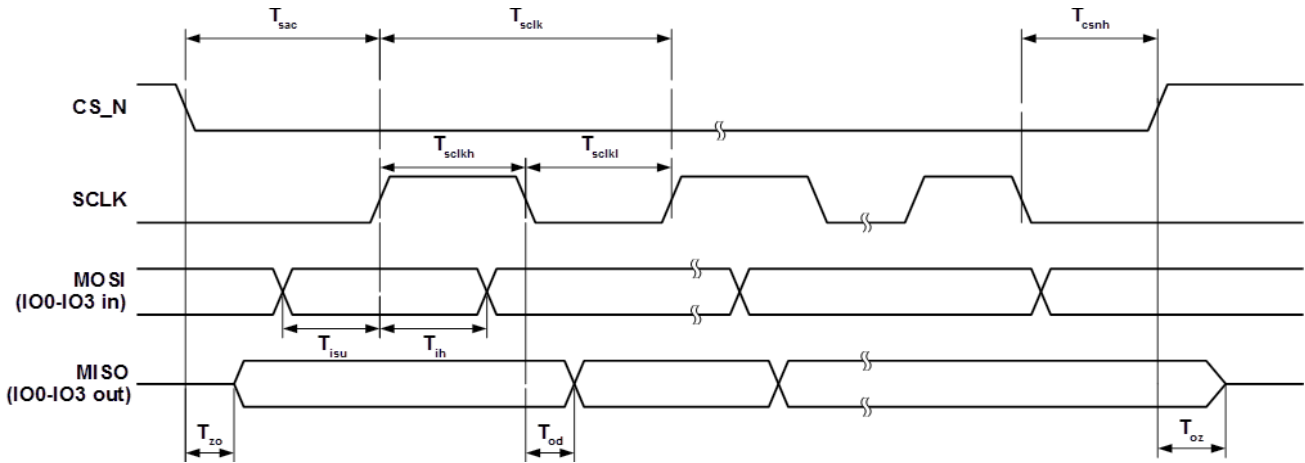 Tsac
Tsclk
Tcsnh
CS_N
Tsclkh
Tsclkl
SCLK
MOSI
(IO0-IO3 in)
Tisu
Tih
MISO
(IO0-IO3 out)
Tzo
Tod
Toz